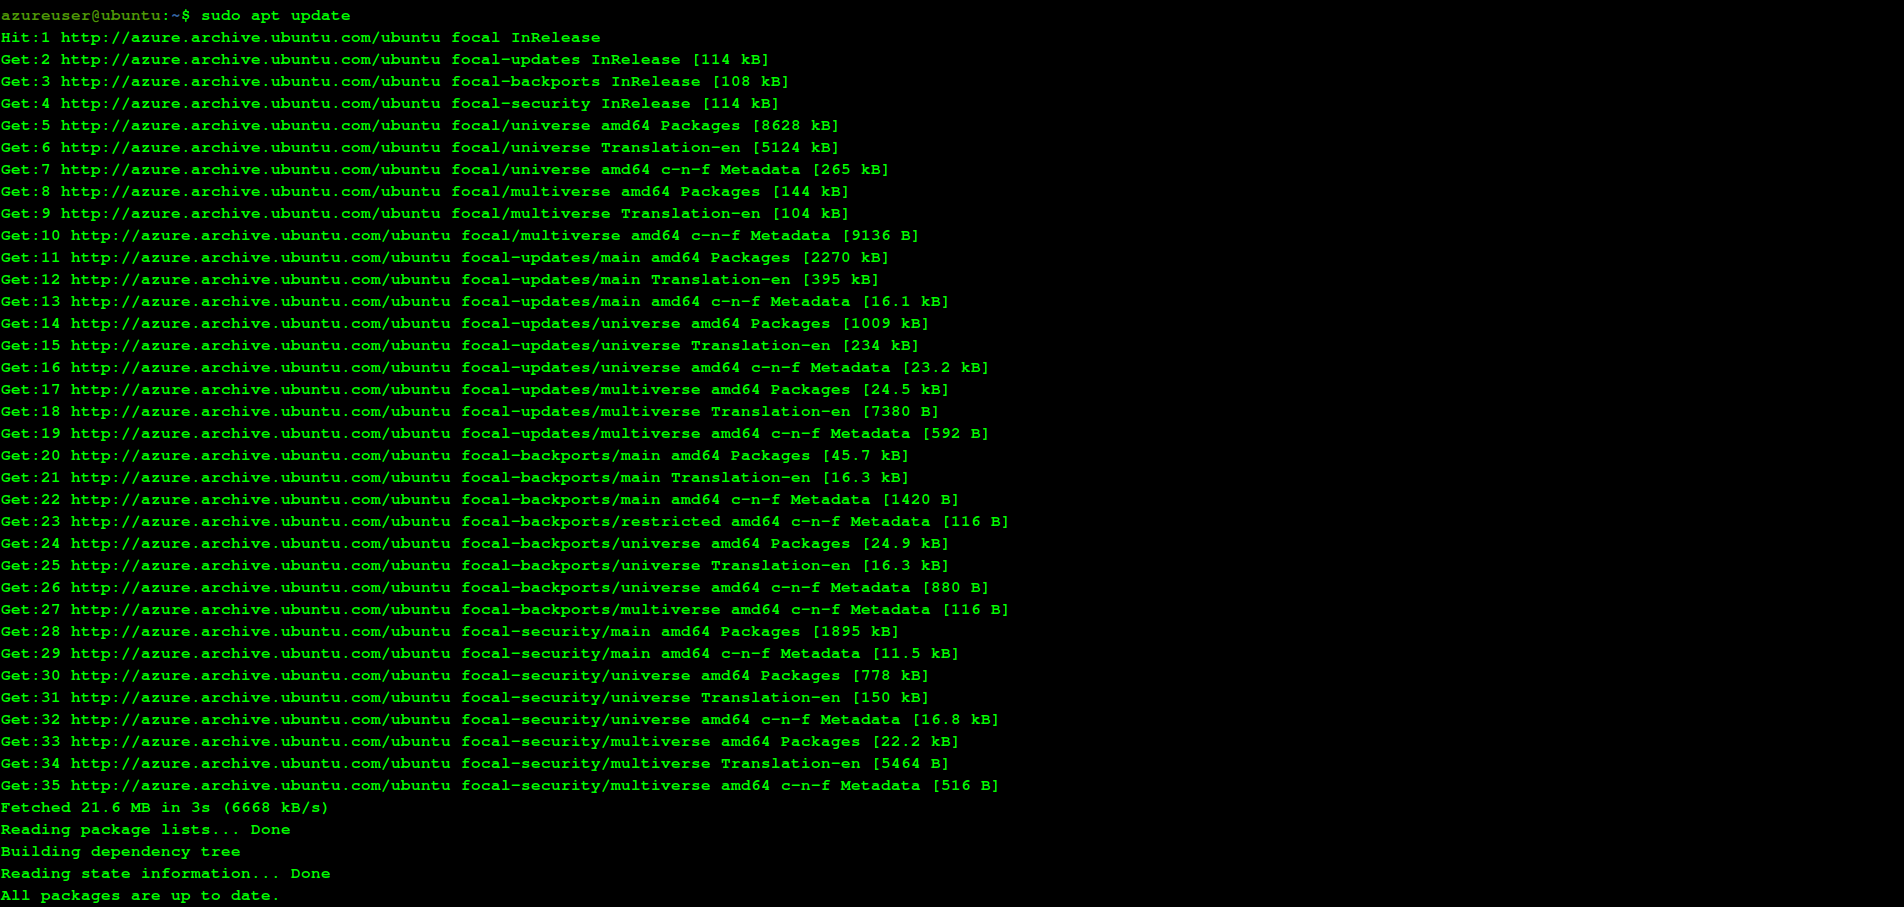 azureuser@ubuntu:~$ sudo apt update
Hit:1 http://azure.archive.ubuntu.com/ubuntu focal InRelease
Get:2 http://azure.archive.ubuntu.com/ubuntu focal-updates InRelease [114 kB]
Get:3 http://azure.archive.ubuntu.com/ubuntu focal-backports InRelease [108 kB]
Get:4 http://azure.archive.ubuntu.com/ubuntu focal-security InRelease [114 kB]
Get:5 http://azure.archive.ubuntu.com/ubuntu focal/universe amd64 Packages [8628 kB]
Get:6 http://azure.archive.ubuntu.com/ubuntu focal/universe Translation-en [5124 kB]
Get:7 http://azure.archive.ubuntu.com/ubuntu focal/universe amd64 c-n-f Metadata [265 kB]
Get:8 http://azure.archive.ubuntu.com/ubuntu focal/multiverse amd64 Packages [144 kB]
Get:9 http://azure.archive.ubuntu.com/ubuntu focal/multiverse Translation-en [104 kB]
Get:10 http://azure.archive.ubuntu.com/ubuntu focal/multiverse amd64 c-n-f Metadata [9136 B]
Get:11 http://azure.archive.ubuntu.com/ubuntu focal-updates/main amd64 Packages [2270 kB]
Get:12 http://azure.archive.ubuntu.com/ubuntu focal-updates/main Translation-en [395 kB]
Get:13 http://azure.archive.ubuntu.com/ubuntu focal-updates/main amd64 c-n-f Metadata [16.1 kB]
Get:14 http://azure.archive.ubuntu.com/ubuntu focal-updates/universe amd64 Packages [1009 kB]
Get:15 http://azure.archive.ubuntu.com/ubuntu focal-updates/universe Translation-en [234 kB]
Get:16 http://azure.archive.ubuntu.com/ubuntu focal-updates/universe amd64 c-n-f Metadata [23.2 kB]
Get:17 http://azure.archive.ubuntu.com/ubuntu focal-updates/multiverse amd64 Packages [24.5 kB]
Get:18 http://azure.archive.ubuntu.com/ubuntu focal-updates/multiverse Translation-en [7380 B]
Get:19 http://azure.archive.ubuntu.com/ubuntu focal-updates/multiverse amd64 c-n-f Metadata [592 B]
Get:20 http://azure.archive.ubuntu.com/ubuntu focal-backports/main amd64 Packages [45.7 kB]
Get:21 http://azure.archive.ubuntu.com/ubuntu focal-backports/main Translation-en [16.3 kB]
Get:22 http://azure.archive.ubuntu.com/ubuntu focal-backports/main amd64 c-n-f Metadata [1420 B]
Get:23 http://azure.archive.ubuntu.com/ubuntu focal-backports/restricted amd64 c-n-f Metadata [116 B]
Get:24 http://azure.archive.ubuntu.com/ubuntu focal-backports/universe amd64 Packages [24.9 kB]
Get:25 http://azure.archive.ubuntu.com/ubuntu focal-backports/universe Translation-en [16.3 kB]
Get:26 http://azure.archive.ubuntu.com/ubuntu focal-backports/universe amd64 c-n-f Metadata [880 B]
Get:27 http://azure.archive.ubuntu.com/ubuntu focal-backports/multiverse amd64 c-n-f Metadata [116 B]
Get:28 http://azure.archive.ubuntu.com/ubuntu focal-security/main amd64 Packages [1895 kB]
Get:29 http://azure.archive.ubuntu.com/ubuntu focal-security/main amd64 c-n-f Metadata [11.5 kB]
Get:30 http://azure.archive.ubuntu.com/ubuntu focal-security/universe amd64 Packages [778 kB]
Get:31 http://azure.archive.ubuntu.com/ubuntu focal-security/universe Translation-en [150 kB]
Get:32 http://azure.archive.ubuntu.com/ubuntu focal-security/universe amd64 c-n-f Metadata [16.8 kB]
Get:33 http://azure.archive.ubuntu.com/ubuntu focal-security/multiverse amd64 Packages [22.2 kB]
Get:34 http://azure.archive.ubuntu.com/ubuntu focal-security/multiverse Translation-en [5464 B]
Get:35 http://azure.archive.ubuntu.com/ubuntu focal-security/multiverse amd64 c-n-f Metadata [516 B]
Fetched 21.6 MB in 3s (6668 kB/s)
Reading package lists... Done
Building dependency tree
Reading state information... Done
All packages are up to date.